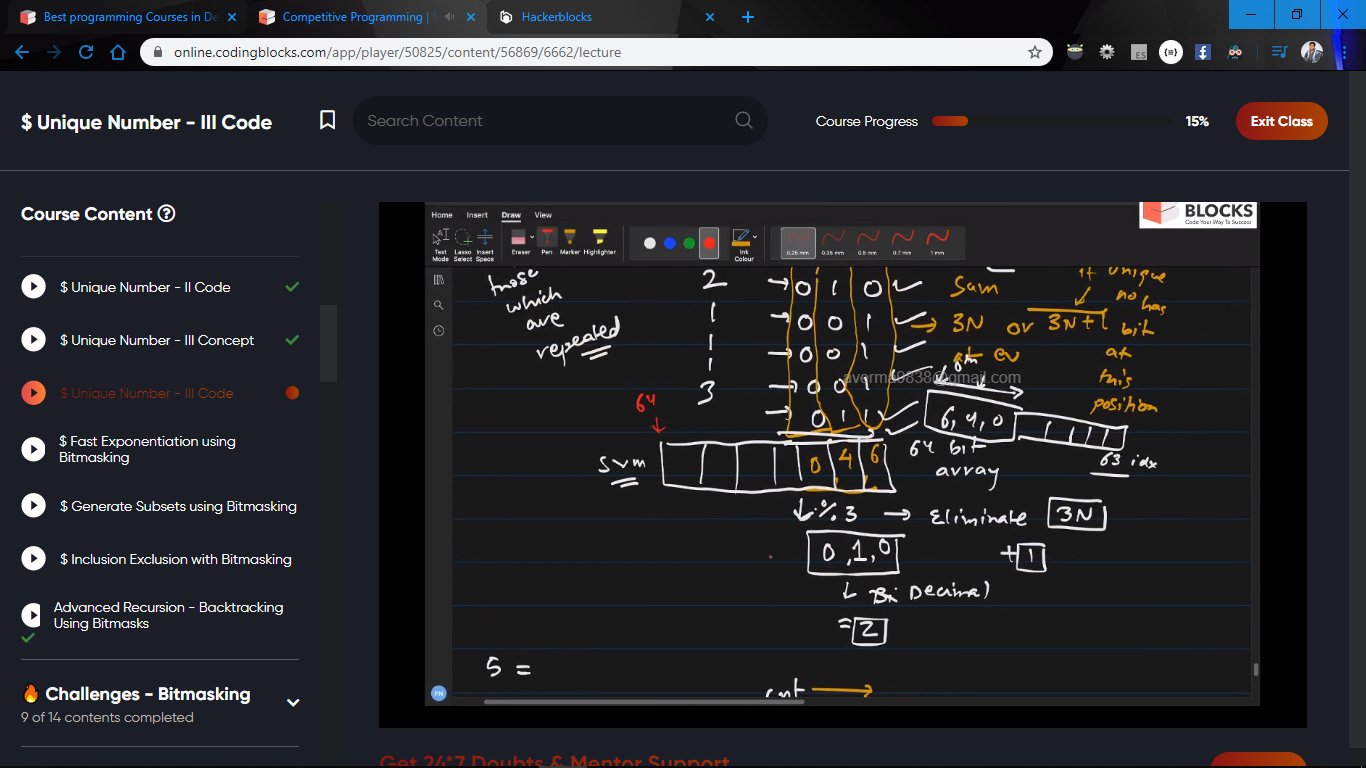 Best programming Courses in De
Competitive Programming |
Hackerblocks
online.codingblocks.com/app/player/50825/content/56869/6662/lecture
$ Unique Number - III Code
Search Content
Course Progress
15%
Exit Class
Course Content
$ Unique Number - II Code
$ Unique Number - III Concept
$ Unique Number - III Code
$ Fast Exponentiation using
Bitmasking
$ Generate Subsets using Bitmasking
$ Inclusion Exclusion with Bitmasking
Advanced Recursion - Backtracking
Using Bitmasks
🔥 Challenges - Bitmasking
9 of 14 contents completed
Home Insert Draw View
BLOCKS
Code Your Way To Success
Text Mode
Lasso Select
Insert Space
Eraser
Pen
Marker
Highlighter
Ink Colour
0.25 mm
0.35 mm
0.5 mm
0.7 mm
1 mm
those
which
are
repeated
2 → 0 1 0
1 → 0 0 1
1 → 0 0 1
1 → 0 0 1
3 → 0 1 1
Sum
→ 3N or 3N+1
if unique
no has
bit
at
this
position
64
sum
0 4 6
6, 4, 0
64 bit
array
63 idx
↓ % 3 → Eliminate 3N
+ 1
0, 1, 0
↓ Decimal
= 2
5 =
cnt →
FN
Get 24*7 Doubts & Mentor Support